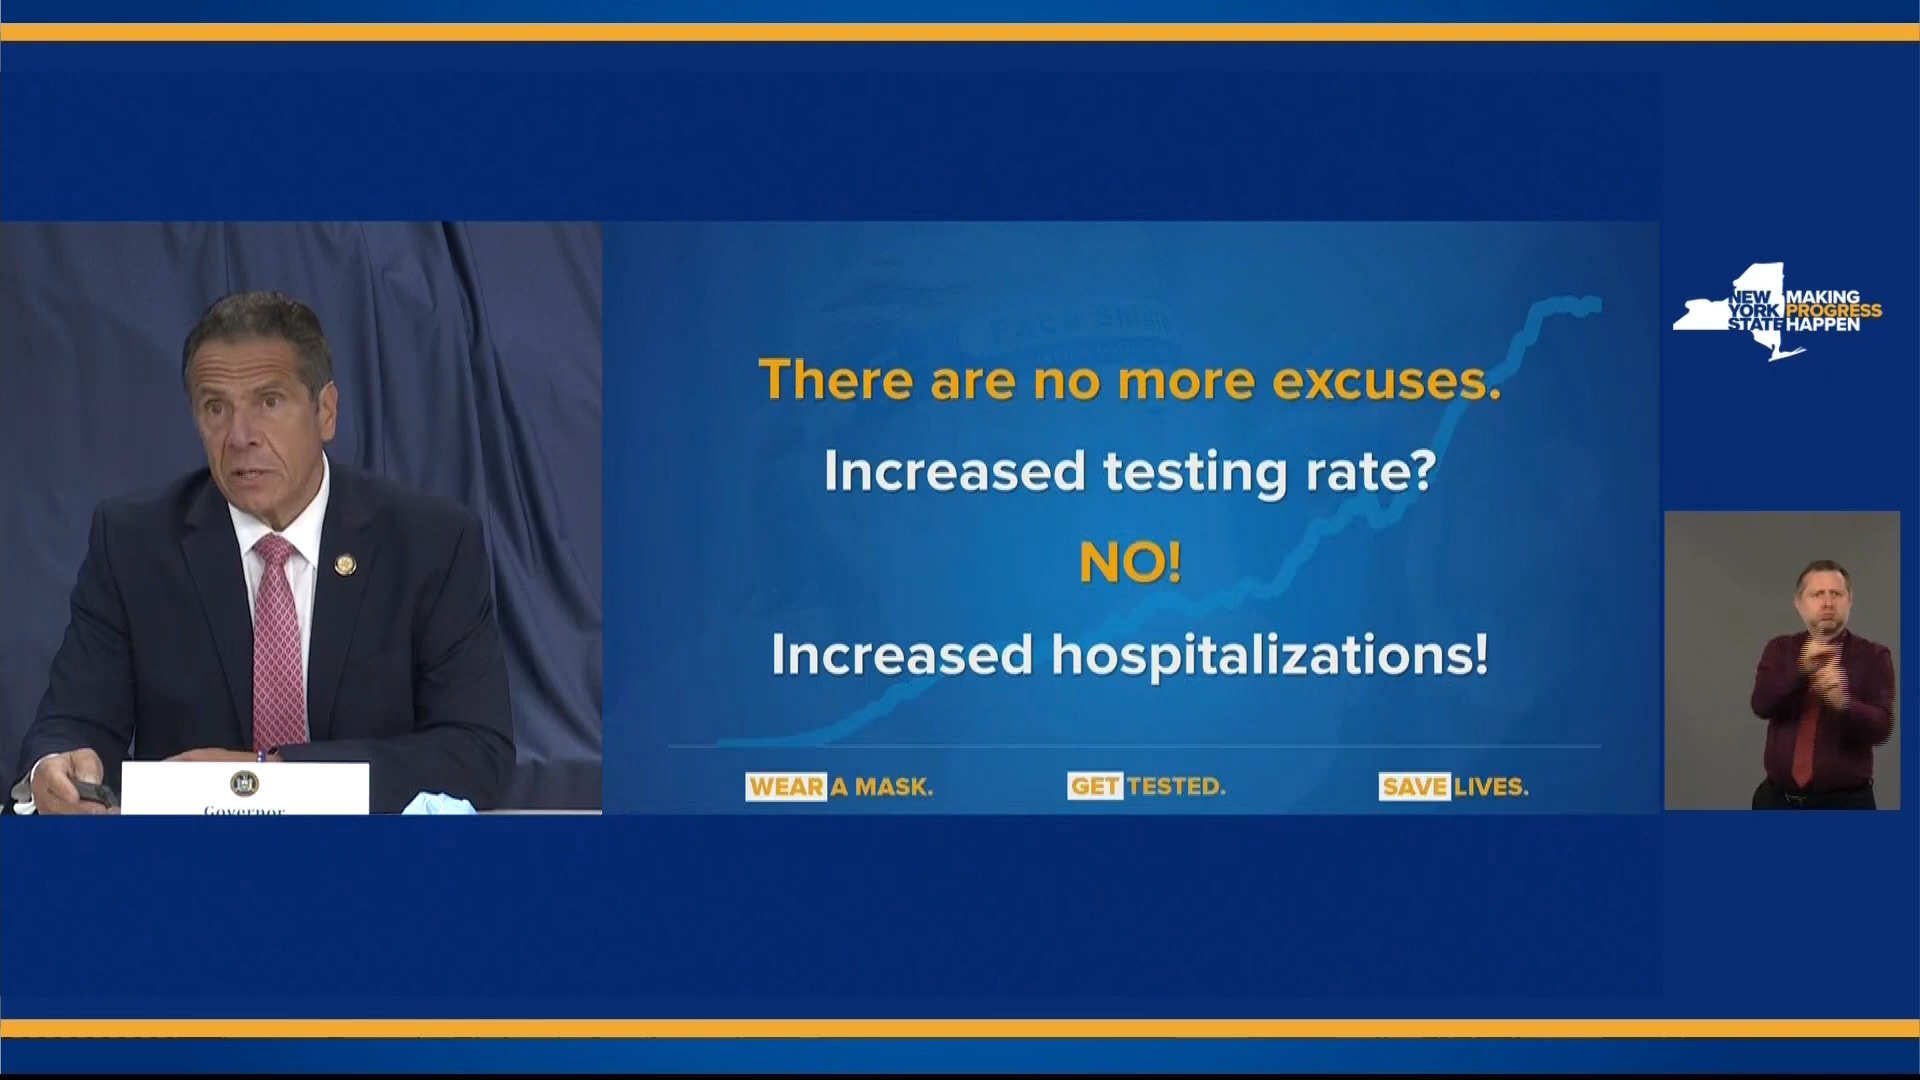 There are no more excuses.
Increased testing rate?
NO!
Increased hospitalizations!
WEAR A MASK.
GET TESTED.
SAVE LIVES.
NEW YORK STATE
MAKING PROGRESS HAPPEN
Governor